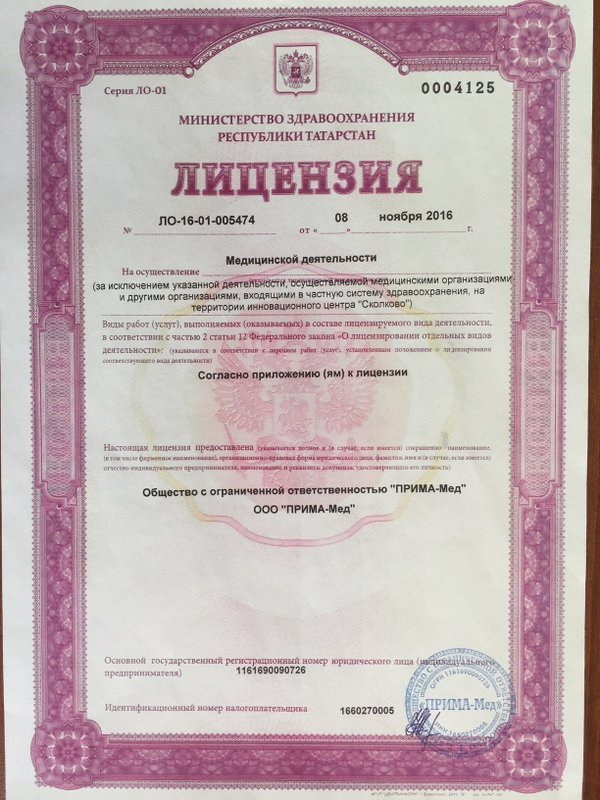 Серия ЛО-01
0004125
МИНИСТЕРСТВО ЗДРАВООХРАНЕНИЯ
РЕСПУБЛИКИ ТАТАРСТАН
ЛИЦЕНЗИЯ
№ ЛО-16-01-005474 от « 08 » ноября 2016 г.
На осуществление Медицинской деятельности
(за исключением указанной деятельности, осуществляемой медицинскими организациями
и другими организациями, входящими в частную систему здравоохранения, на
территории инновационного центра "Сколково")
Виды работ (услуг), выполняемых (оказываемых) в составе лицензируемого вида деятельности,
в соответствии с частью 2 статьи 12 Федерального закона «О лицензировании отдельных видов
деятельности»: (указываются в соответствии с перечнем работ (услуг), установленным положением о лицензировании
соответствующего вида деятельности)
Согласно приложению (ям) к лицензии
Настоящая лицензия предоставлена (указывается полное и (в случае, если имеется) сокращенно наименование,
(в том числе фирменное наименование), организационно-правовая форма юридического лица, фамилия, имя и (в случае, если имеется)
отчество индивидуального предпринимателя, наименование и реквизиты документа, удостоверяющего его личность)
Общество с ограниченной ответственностью "ПРИМА-Мед"
ООО "ПРИМА-Мед"
Основной государственный регистрационный номер юридического лица (индивидуального
предпринимателя) 1161690090726
Идентификационный номер налогоплательщика 1660270005
ОГРН 1161690090726
«ПРИМА-Мед»
ИНН 1660270005